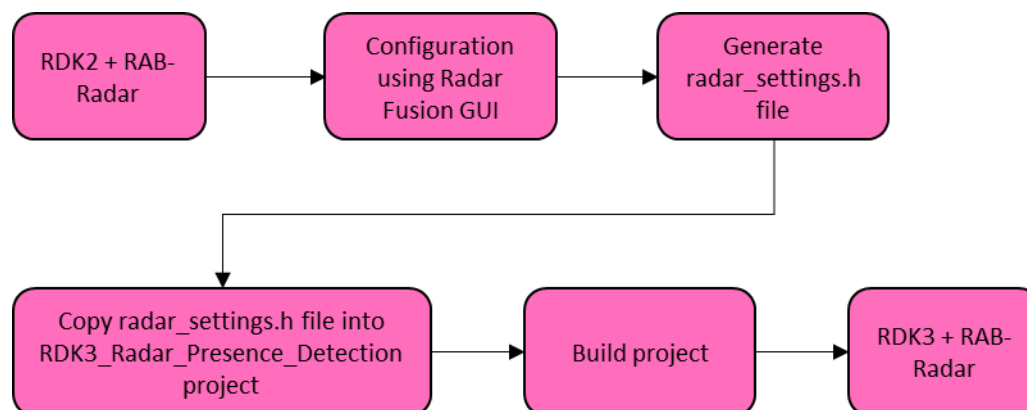 RDK2 + RAB-
Radar
Configuration
using Radar
Fusion GUI
Generate
radar_settings.h
file
Copy radar_settings.h file into
RDK3_Radar_Presence_Detection
project
Build project
RDK3 + RAB-
Radar